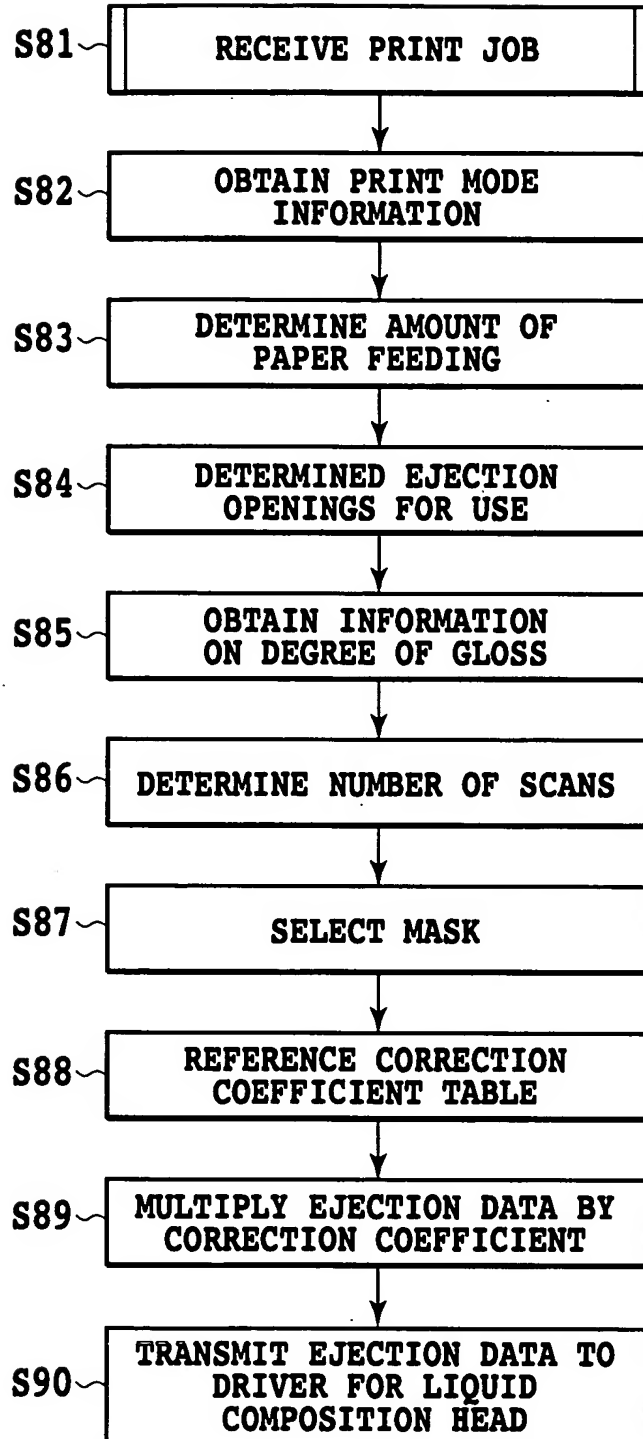 S81 RECEIVE PRINT JOB
S82 OBTAIN PRINT MODE
INFORMATION
S83 DETERMINE AMOUNT OF
PAPER FEEDING
S84 DETERMINED EJECTION
OPENINGS FOR USE
S85 OBTAIN INFORMATION
ON DEGREE OF GLOSS
S86 DETERMINE NUMBER OF SCANS
S87 SELECT MASK
S88 REFERENCE CORRECTION
COEFFICIENT TABLE
S89 MULTIPLY EJECTION DATA BY
CORRECTION COEFFICIENT
S90 TRANSMIT EJECTION DATA TO
DRIVER FOR LIQUID
COMPOSITION HEAD